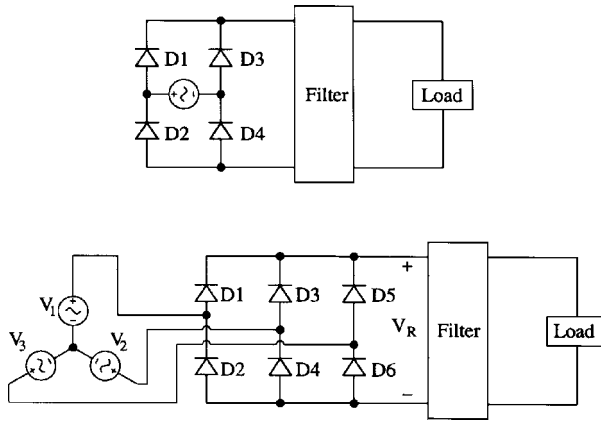 D1 D3
Filter
Load
+ -
D2 D4
+
D1 D3 D5
V1 + -
V3 V2
VR Filter Load
+ +
D2 D4 D6
−